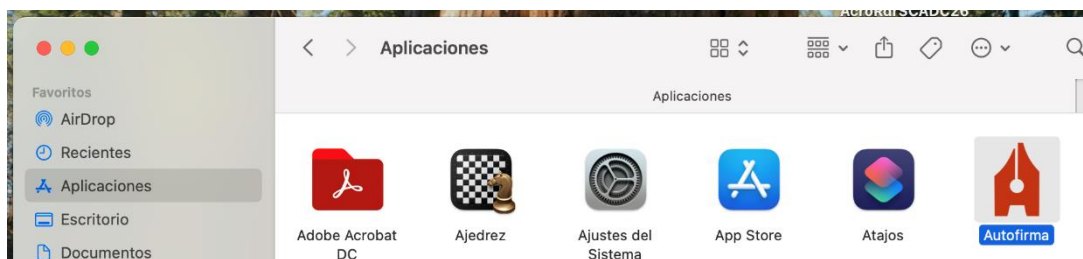 AcroRdrSCADC26
Aplicaciones
Favoritos
Aplicaciones
AirDrop
Recientes
Aplicaciones
Escritorio
Documentos
Adobe Acrobat
DC
Ajedrez
Ajustes del
Sistema
App Store
Atajos
Autofirma